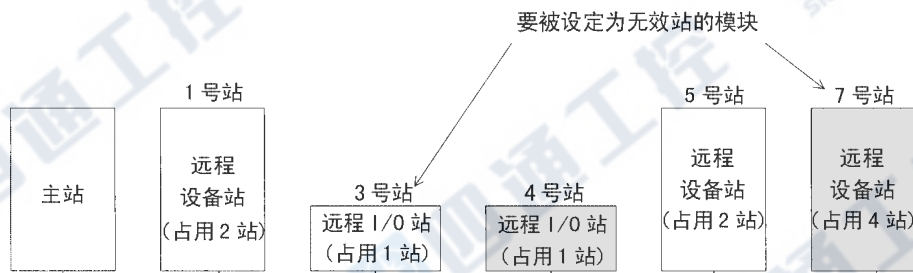 要被设定为无效站的模块
1号站
5号站
7号站
主站
远程
设备站
(占用2站)
3号站
远程 I/O 站
(占用1站)
4号站
远程 I/O 站
(占用1站)
远程
设备站
(占用2站)
远程
设备站
(占用4站)